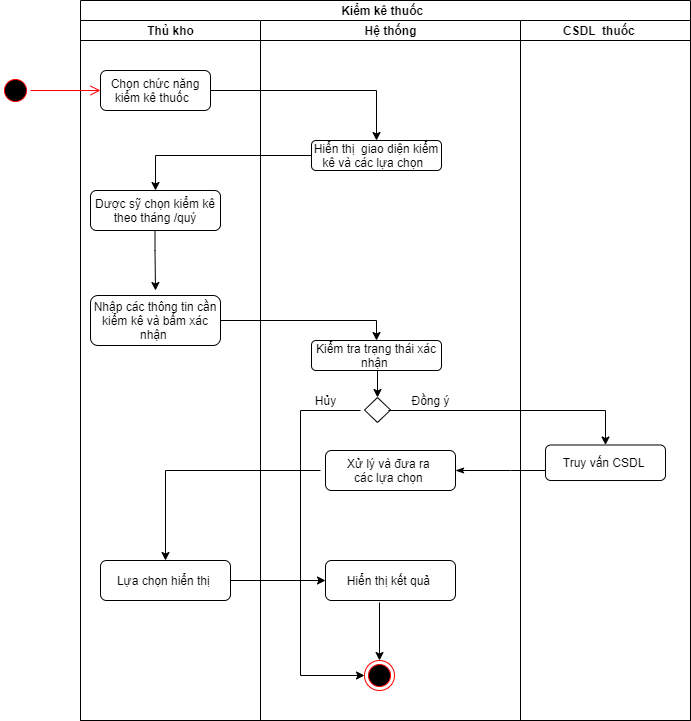 Kiểm kê thuốc
Thủ kho
Hệ thống
CSDL thuốc
Chọn chức năng
kiểm kê thuốc
Hiển thị giao diện kiểm
kê và các lựa chọn
Dược sỹ chọn kiểm kê
theo tháng /quý
Nhập các thông tin cần
kiểm kê và bấm xác
nhận
Kiểm tra trạng thái xác
nhận
Hủy
Đồng ý
Truy vấn CSDL
Xử lý và đưa ra
các lựa chọn
Lựa chọn hiển thị
Hiển thị kết quả